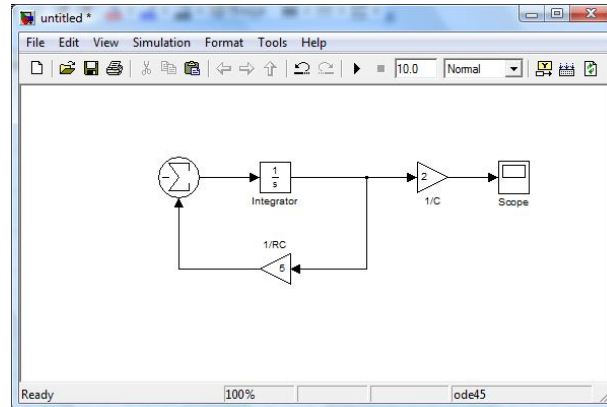 untitled *
File Edit View Simulation Format Tools Help
10.0 Normal
1
s
2
Integrator
1/C
Scope
1/RC
Ready 100% ode45